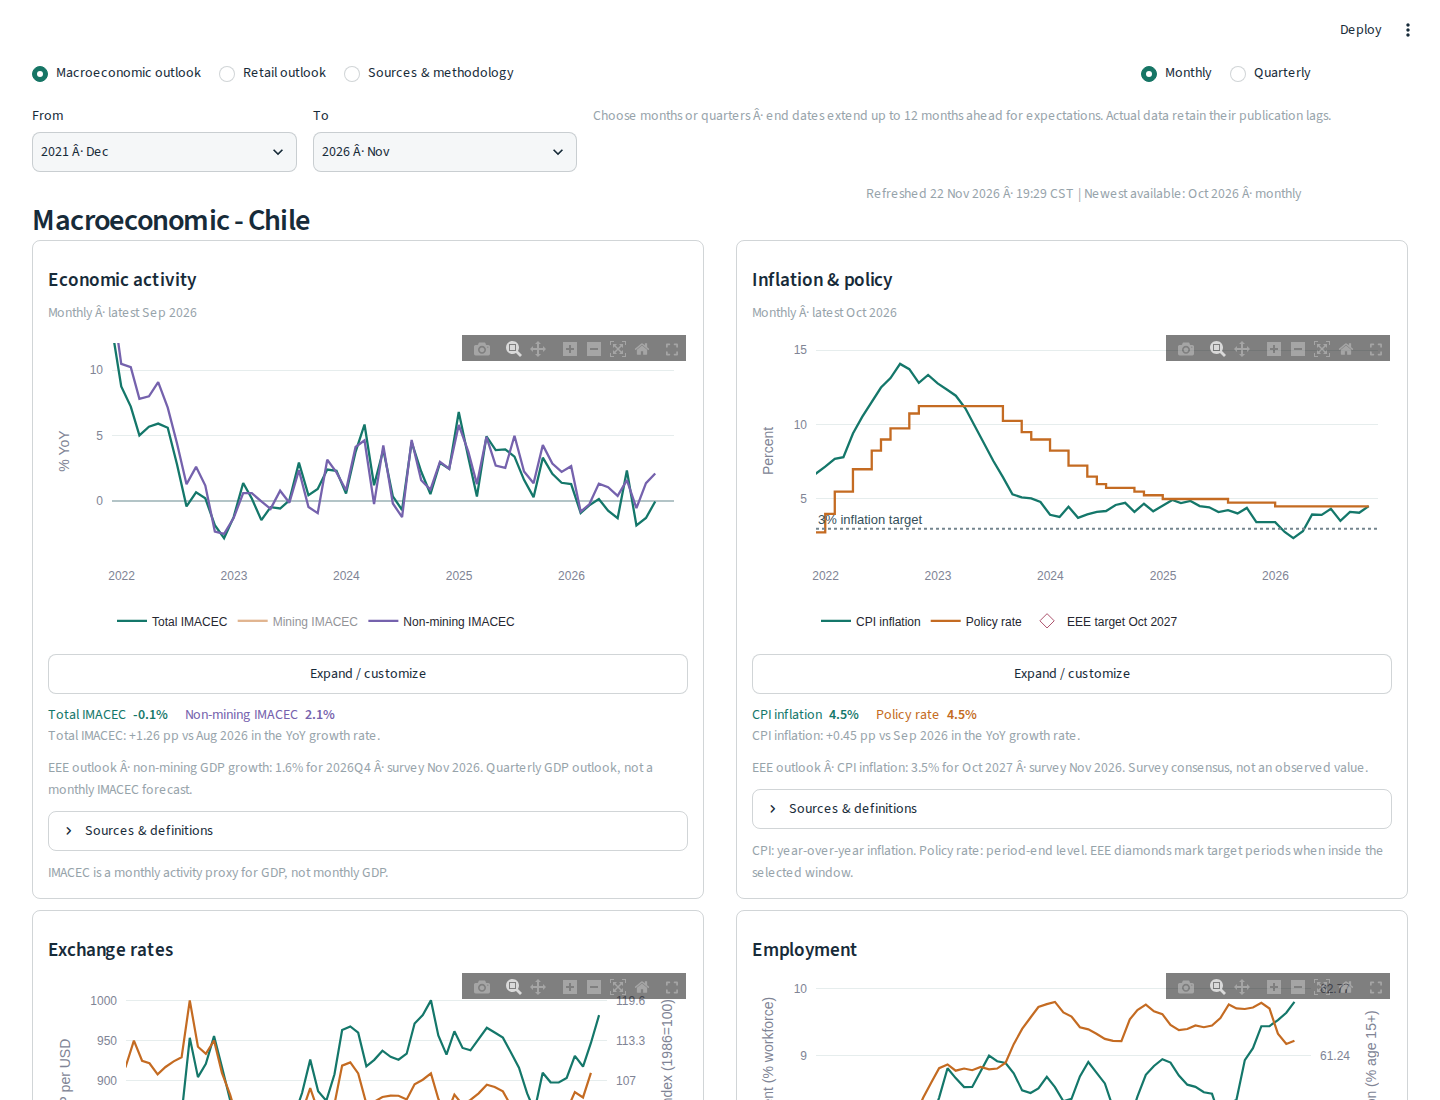 Deploy
Macroeconomic outlook Retail outlook Sources & methodology Monthly Quarterly
From To Choose months or quarters Â· end dates extend up to 12 months ahead for expectations. Actual data retain their publication lags.
2021 Â· Dec 2026 Â· Nov
Refreshed 22 Nov 2026 Â· 19:29 CST | Newest available: Oct 2026 Â· monthly
Macroeconomic - Chile
Economic activity
Monthly Â· latest Sep 2026
10
5
0
% YoY
2022 2023 2024 2025 2026
Total IMACEC Mining IMACEC Non-mining IMACEC
Expand / customize
Total IMACEC -0.1% Non-mining IMACEC 2.1%
Total IMACEC: +1.26 pp vs Aug 2026 in the YoY growth rate.
EEE outlook Â· non-mining GDP growth: 1.6% for 2026Q4 Â· survey Nov 2026. Quarterly GDP outlook, not a
monthly IMACEC forecast.
Sources & definitions
IMACEC is a monthly activity proxy for GDP, not monthly GDP.
Inflation & policy
Monthly Â· latest Oct 2026
15
10
5
Percent
3% inflation target
2022 2023 2024 2025 2026
CPI inflation Policy rate EEE target Oct 2027
Expand / customize
CPI inflation 4.5% Policy rate 4.5%
CPI inflation: +0.45 pp vs Sep 2026 in the YoY growth rate.
EEE outlook Â· CPI inflation: 3.5% for Oct 2027 Â· survey Nov 2026. Survey consensus, not an observed value.
Sources & definitions
CPI: year-over-year inflation. Policy rate: period-end level. EEE diamonds mark target periods when inside the
selected window.
Exchange rates
1000 119.6
950 113.3
900 107
per USD
(1986=100)
Employment
10
9 61.24
(% workforce)
(% age 15+)